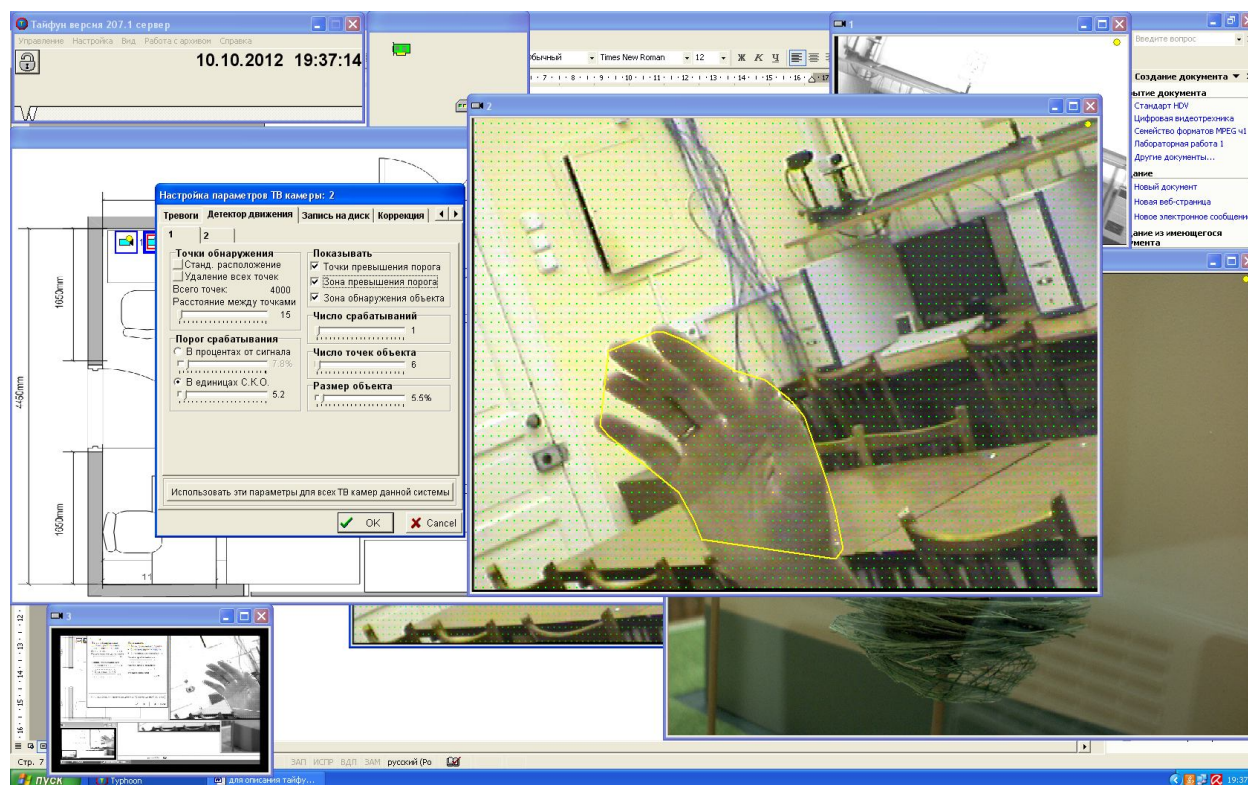 Тайфун версия 207.1 сервер
Управление Настройка Вид Работа с архивом Справка
10.10.2012 19:37:14
Times New Roman
12
Ж К Ч
1
Введите вопрос
Создание документа
Стандарт HDV
Цифровая видеотехника
Семейство форматов MPEG ч1
Лабораторная работа 1
Другие документы...
Новый документ
Новая веб-страница
Новое электронное сообщени
2
Настройка параметров ТВ камеры: 2
Тревоги Детектор движения Запись на диск Коррекция
1 2
Точки обнаружения
Станд. расположение
Удаление всех точек
Всего точек: 4000
Расстояние между точками
15
Порог срабатывания
В процентах от сигнала
7.8%
В единицах С.К.О.
5.2
Показывать
Точки превышения порога
Зона превышения порога
Зона обнаружения объекта
Число срабатываний
1
Число точек объекта
6
Размер объекта
5.5%
Использовать эти параметры для всех ТВ камер данной системы
OK Cancel
1650mm
4450mm
1650mm
11
3
Стр. 7
ЗАП ИСПР ВДЛ ЗАМ русский (Ро
пуск
Typhoon
для описания тайфу...
19:37